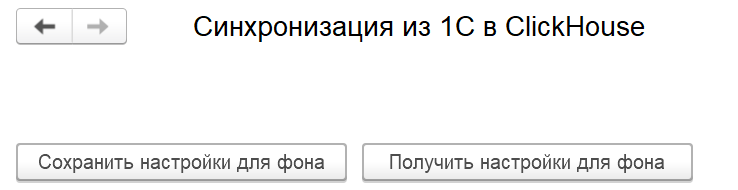 Синхронизация из 1С в ClickHouse
Сохранить настройки для фона Получить настройки для фона